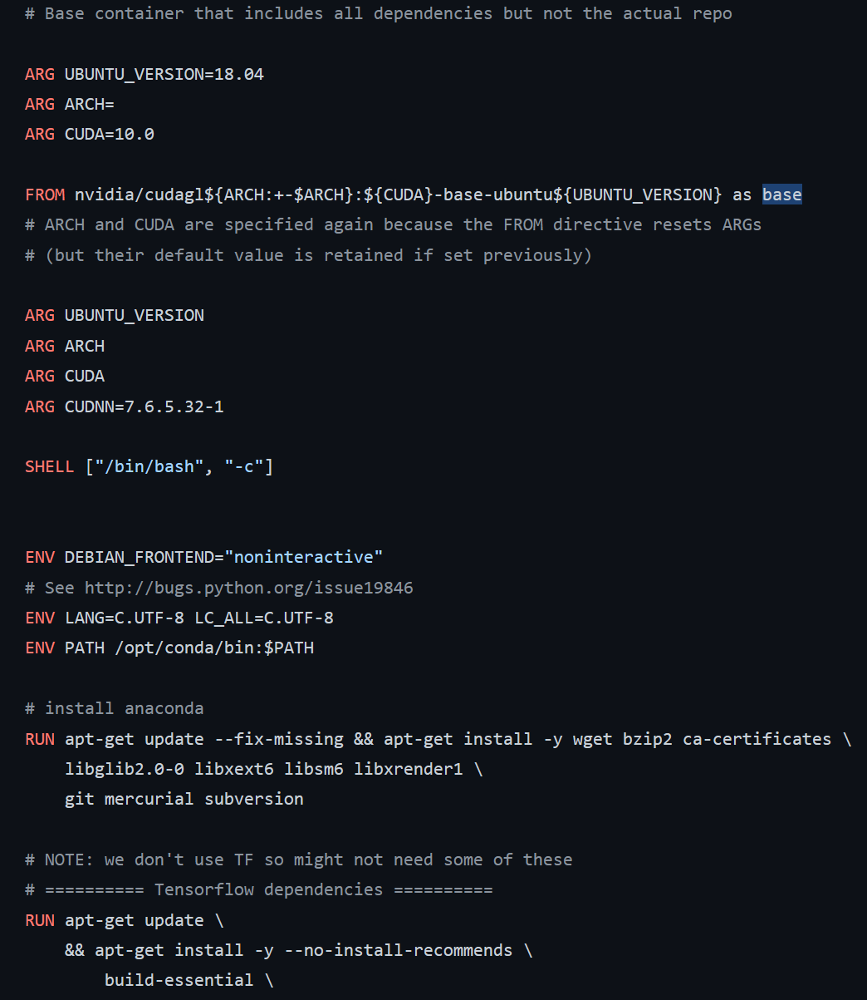 # Base container that includes all dependencies but not the actual repo
ARG UBUNTU_VERSION=18.04
ARG ARCH=
ARG CUDA=10.0
FROM nvidia/cudagl${ARCH:+-$ARCH}:${CUDA}-base-ubuntu${UBUNTU_VERSION} as base
# ARCH and CUDA are specified again because the FROM directive resets ARGs
# (but their default value is retained if set previously)
ARG UBUNTU_VERSION
ARG ARCH
ARG CUDA
ARG CUDNN=7.6.5.32-1
SHELL ["/bin/bash", "-c"]
ENV DEBIAN_FRONTEND="noninteractive"
# See http://bugs.python.org/issue19846
ENV LANG=C.UTF-8 LC_ALL=C.UTF-8
ENV PATH /opt/conda/bin:$PATH
# install anaconda
RUN apt-get update --fix-missing && apt-get install -y wget bzip2 ca-certificates \
    libglib2.0-0 libxext6 libsm6 libxrender1 \
    git mercurial subversion
# NOTE: we don't use TF so might not need some of these
# ========== Tensorflow dependencies ==========
RUN apt-get update \
    && apt-get install -y --no-install-recommends \
        build-essential \